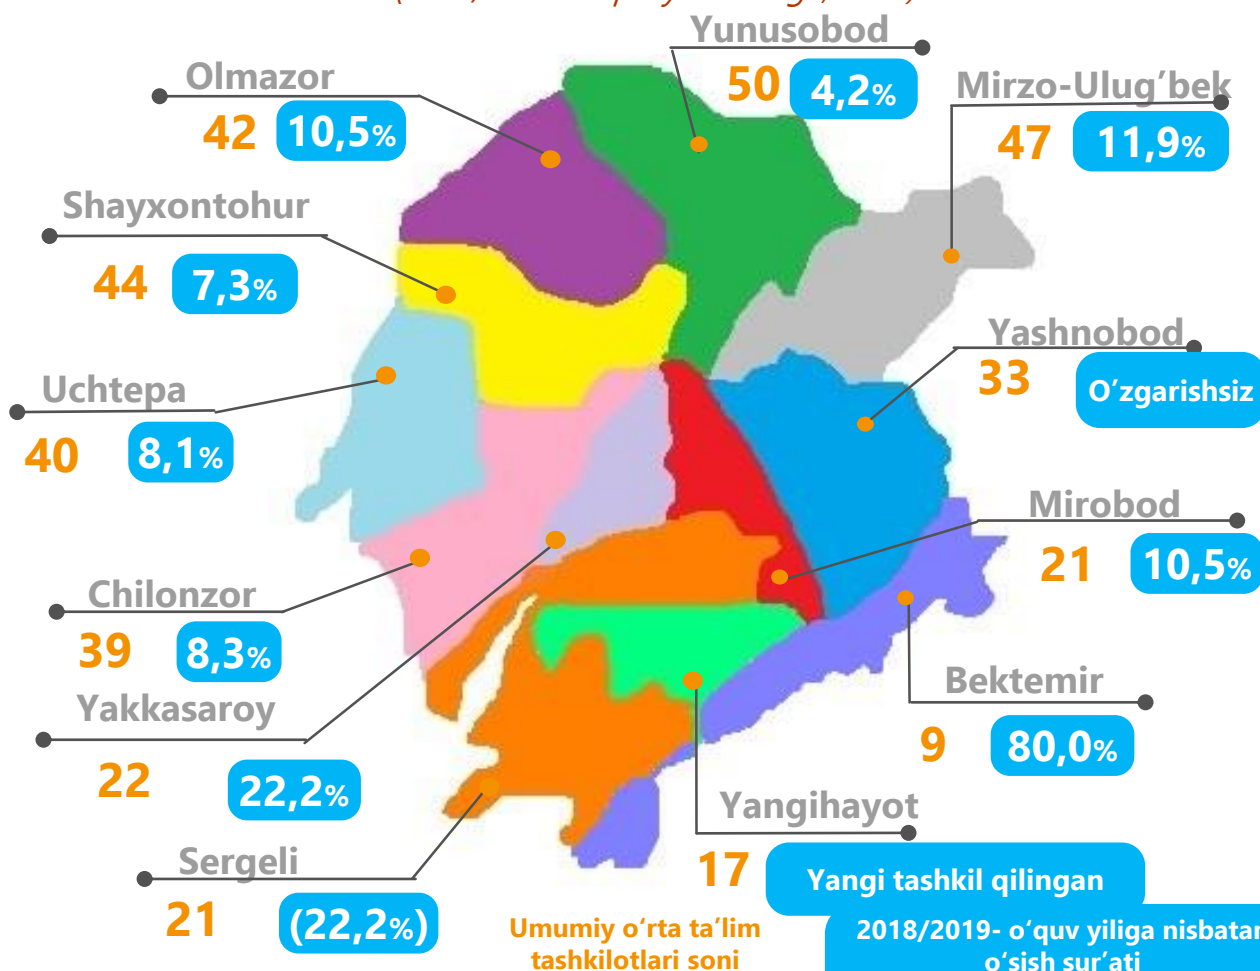 Yunusobod
50 4,2%
Olmazor
42 10,5%
Mirzo-Ulug’bek
47 11,9%
Shayxontohur
44 7,3%
Yashnobod
33 O’zgarishsiz
Uchtepa
40 8,1%
Mirobod
21 10,5%
Chilonzor
39 8,3%
Bektemir
9 80,0%
Yakkasaroy
22 22,2%
Yangihayot
17 Yangi tashkil qilingan
Sergeli
21 (22,2%)
Umumiy o‘rta ta’lim
tashkilotlari soni
2018/2019- o‘quv yiliga nisbatan
o‘sish sur’ati